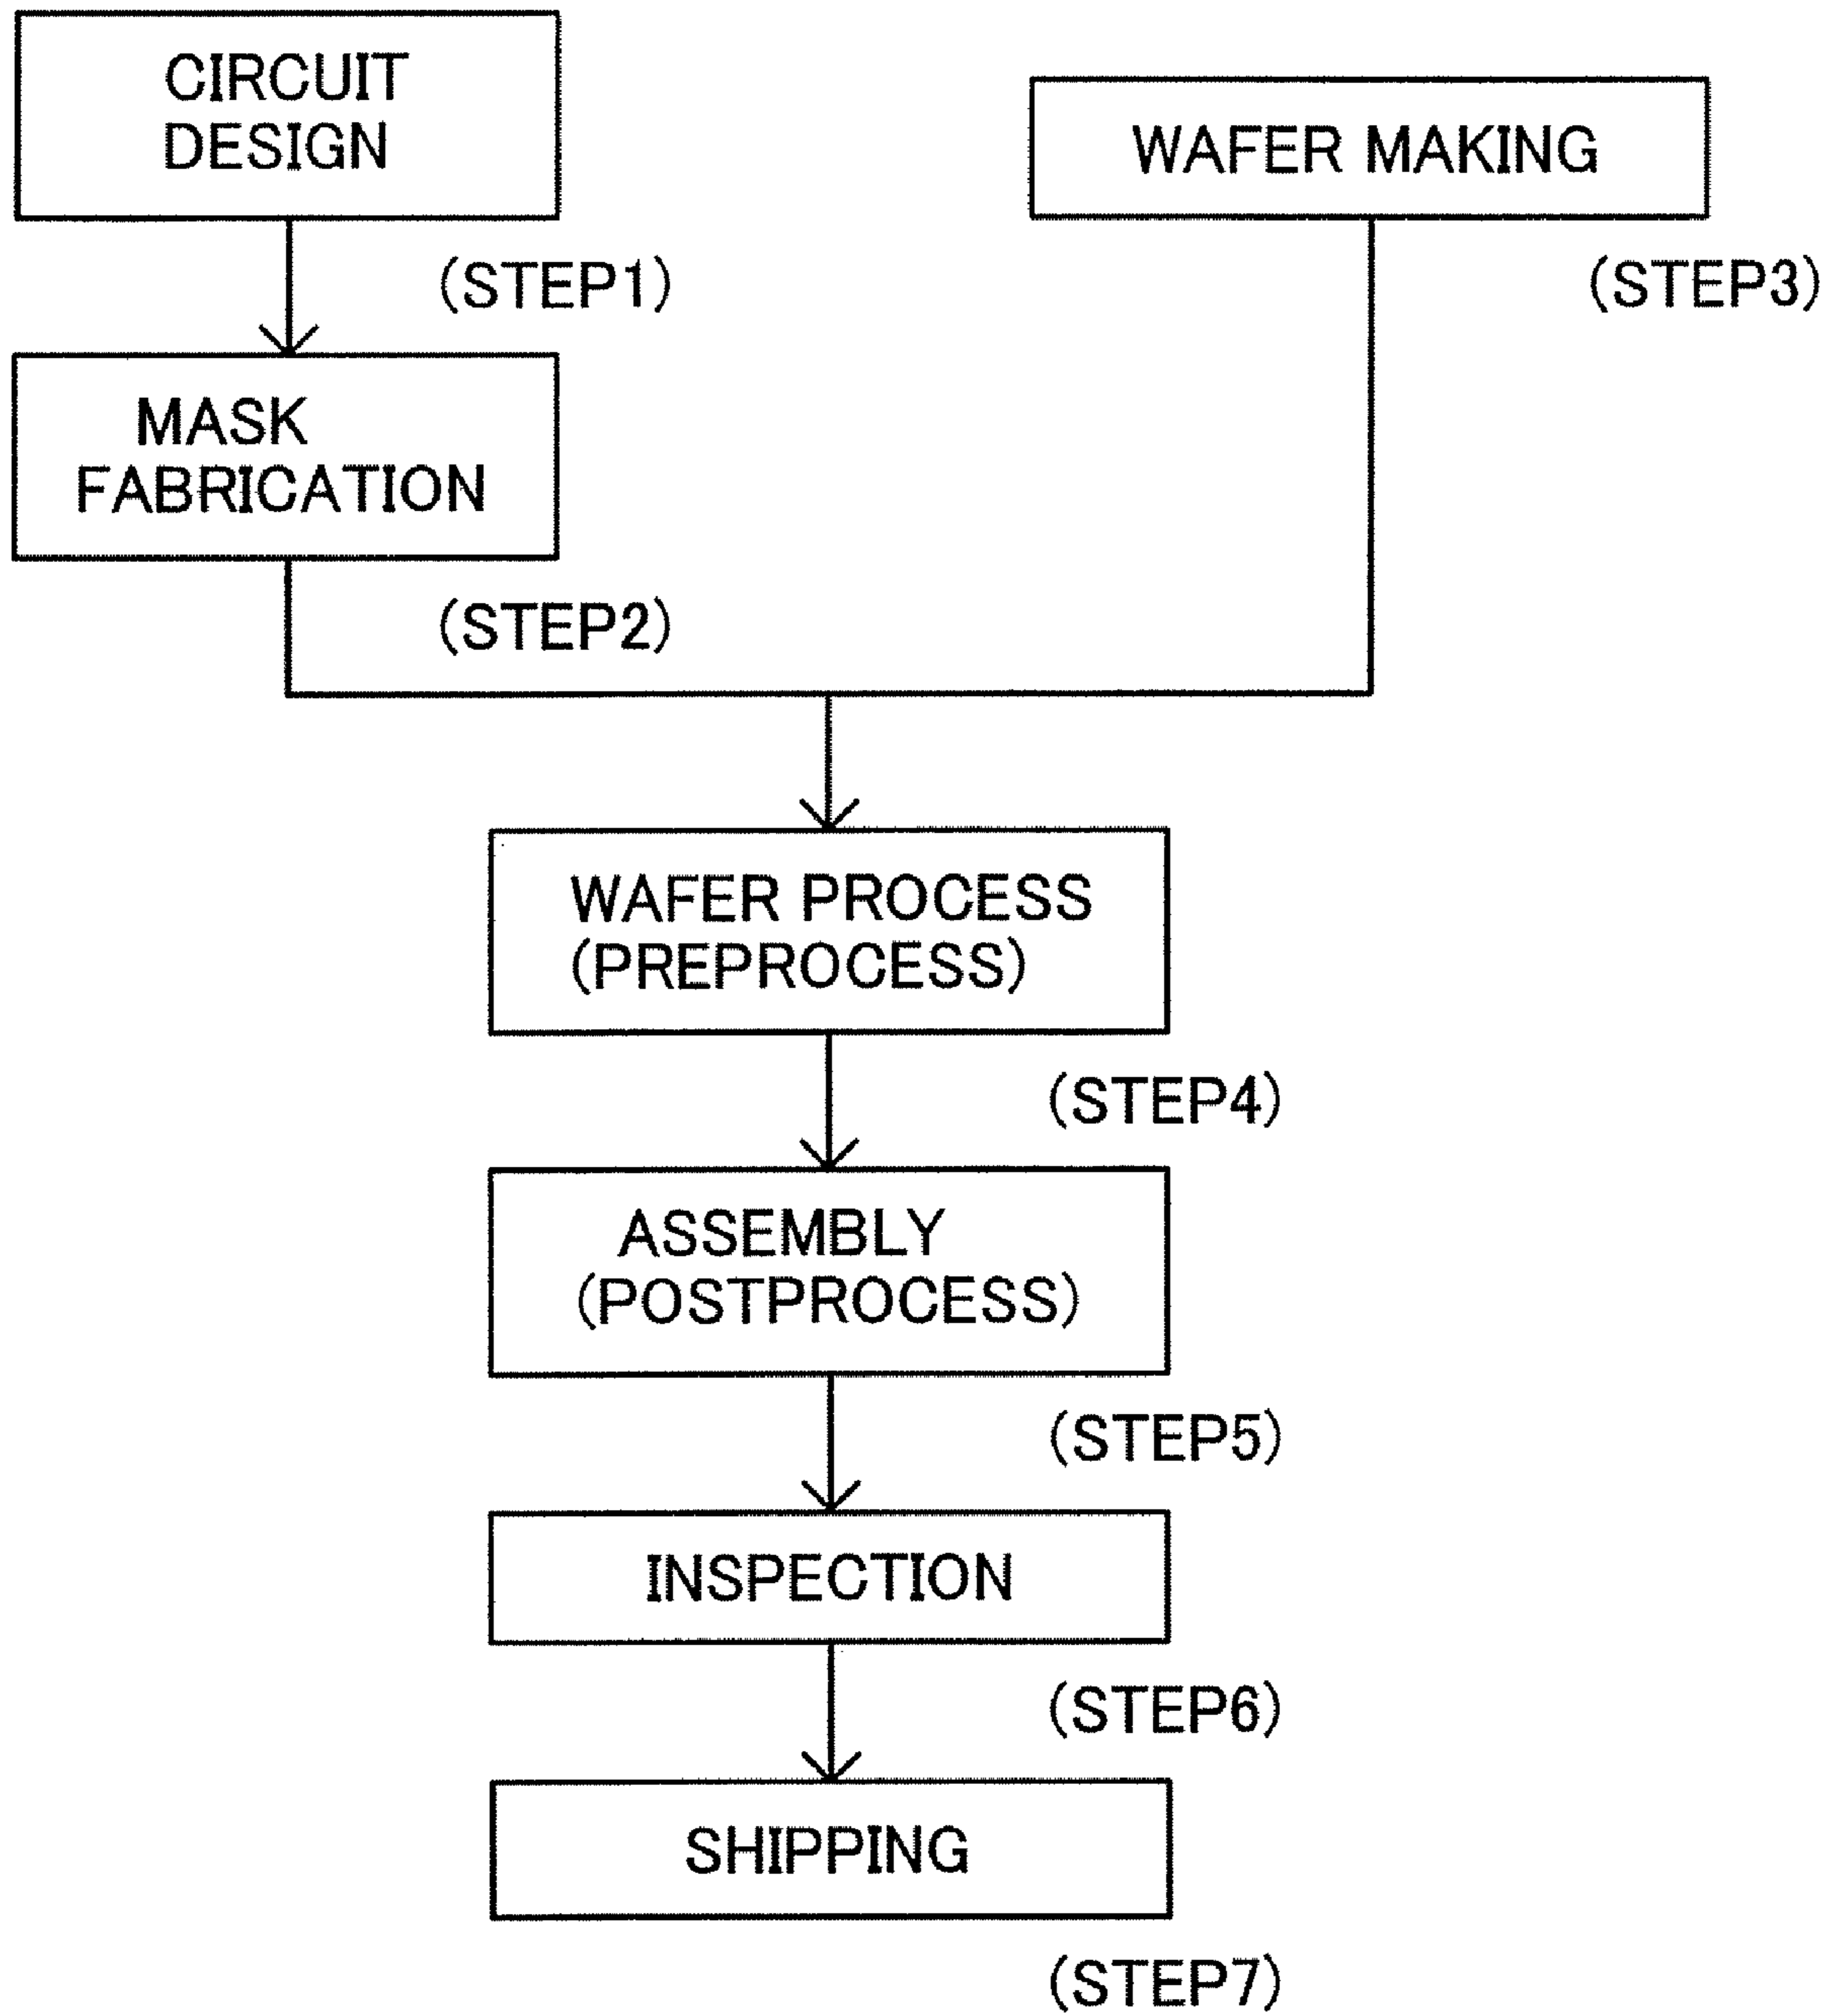 CIRCUIT
DESIGN
(STEP1)
WAFER MAKING
(STEP3)
MASK
FABRICATION
(STEP2)
WAFER PROCESS
(PREPROCESS)
(STEP4)
ASSEMBLY
(POSTPROCESS)
(STEP5)
INSPECTION
(STEP6)
SHIPPING
(STEP7)